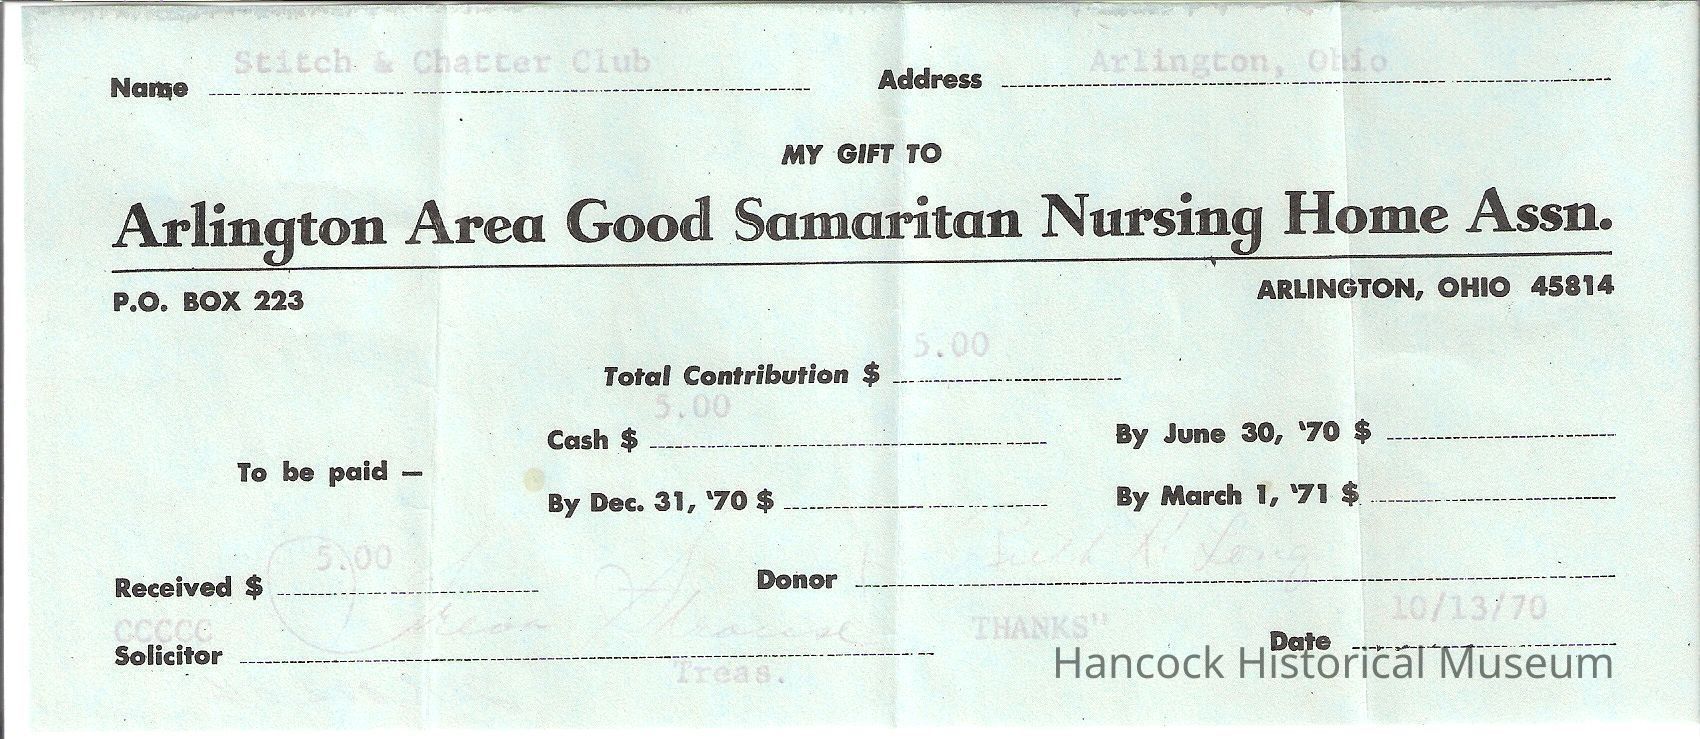 Stitch & Chatter Club Arlington, Ohio
Name Address
MY GIFT TO
Arlington Area Good Samaritan Nursing Home Assn.
P.O. BOX 223 ARLINGTON, OHIO 45814
5.00
Total Contribution $
5.00
Cash $ By June 30, '70 $
To be paid —
By Dec. 31, '70 $ By March 1, '71 $
5.00 Long
Received $ Donor
CCCCC THANKS" 10/13/70
Solicitor Date
Treas.
Hancock Historical Museum